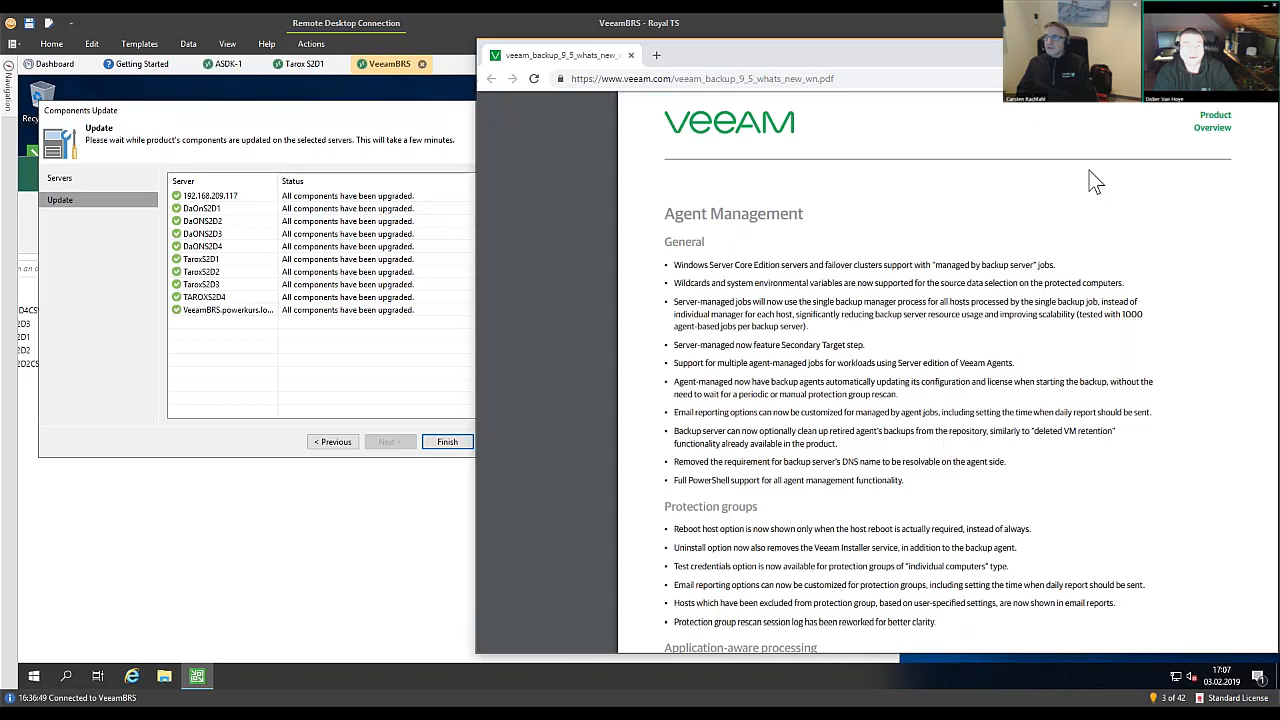 Remote Desktop Connection
VeeamBRS - Royal TS
Home Edit Templates Data View Help Actions
Dashboard Getting Started ASDK-1 Tarox S2D1 VeeamBRS
Navigation
Components Update
Update
Please wait while product's components are updated on the selected servers. This will take a few minutes.
Servers
Update
Server Status
192.168.209.117 All components have been upgraded.
DaOnS2D1 All components have been upgraded.
DaONS2D2 All components have been upgraded.
DaONS2D3 All components have been upgraded.
DaONS2D4 All components have been upgraded.
TaroxS2D1 All components have been upgraded.
TaroxS2D2 All components have been upgraded.
TaroxS2D3 All components have been upgraded.
TAROXS2D4 All components have been upgraded.
VeeamBRS.powerkurs.lo... All components have been upgraded.
< Previous Next > Finish
veeam_backup_9_5_whats_new_
https://www.veeam.com/veeam_backup_9_5_whats_new_wn.pdf
Carsten Rachfahl
Didier Van Hoye
VEEAM
Product
Overview
Agent Management
General
• Windows Server Core Edition servers and failover clusters support with "managed by backup server" jobs.
• Wildcards and system environmental variables are now supported for the source data selection on the protected computers.
• Server-managed jobs will now use the single backup manager process for all hosts processed by the single backup job, instead of
individual manager for each host, significantly reducing backup server resource usage and improving scalability (tested with 1000
agent-based jobs per backup server).
• Server-managed now feature Secondary Target step.
• Support for multiple agent-managed jobs for workloads using Server edition of Veeam Agents.
• Agent-managed now have backup agents automatically updating its configuration and license when starting the backup, without the
need to wait for a periodic or manual protection group rescan.
• Email reporting options can now be customized for managed by agent jobs, including setting the time when daily report should be sent.
• Backup server can now optionally clean up retired agent's backups from the repository, similarly to "deleted VM retention"
functionality already available in the product.
• Removed the requirement for backup server's DNS name to be resolvable on the agent side.
• Full PowerShell support for all agent management functionality.
Protection groups
• Reboot host option is now shown only when the host reboot is actually required, instead of always.
• Uninstall option now also removes the Veeam Installer service, in addition to the backup agent.
• Test credentials option is now available for protection groups of "individual computers" type.
• Email reporting options can now be customized for protection groups, including setting the time when daily report should be sent.
• Hosts which have been excluded from protection group, based on user-specified settings, are now shown in email reports.
• Protection group rescan session log has been reworked for better clarity.
Application-aware processing
17:07
03.02.2019
16:36:49 Connected to VeeamBRS
3 of 42
Standard License